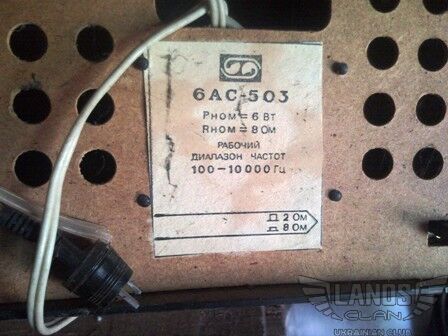 6АС-503
Рном = 6 Вт
Rном = 8 Ом
РАБОЧИЙ
ДИАПАЗОН ЧАСТОТ
100-10000 Гц
2 Ом
8 Ом
LANOS
CLAN
UKRAINIAN CLUB